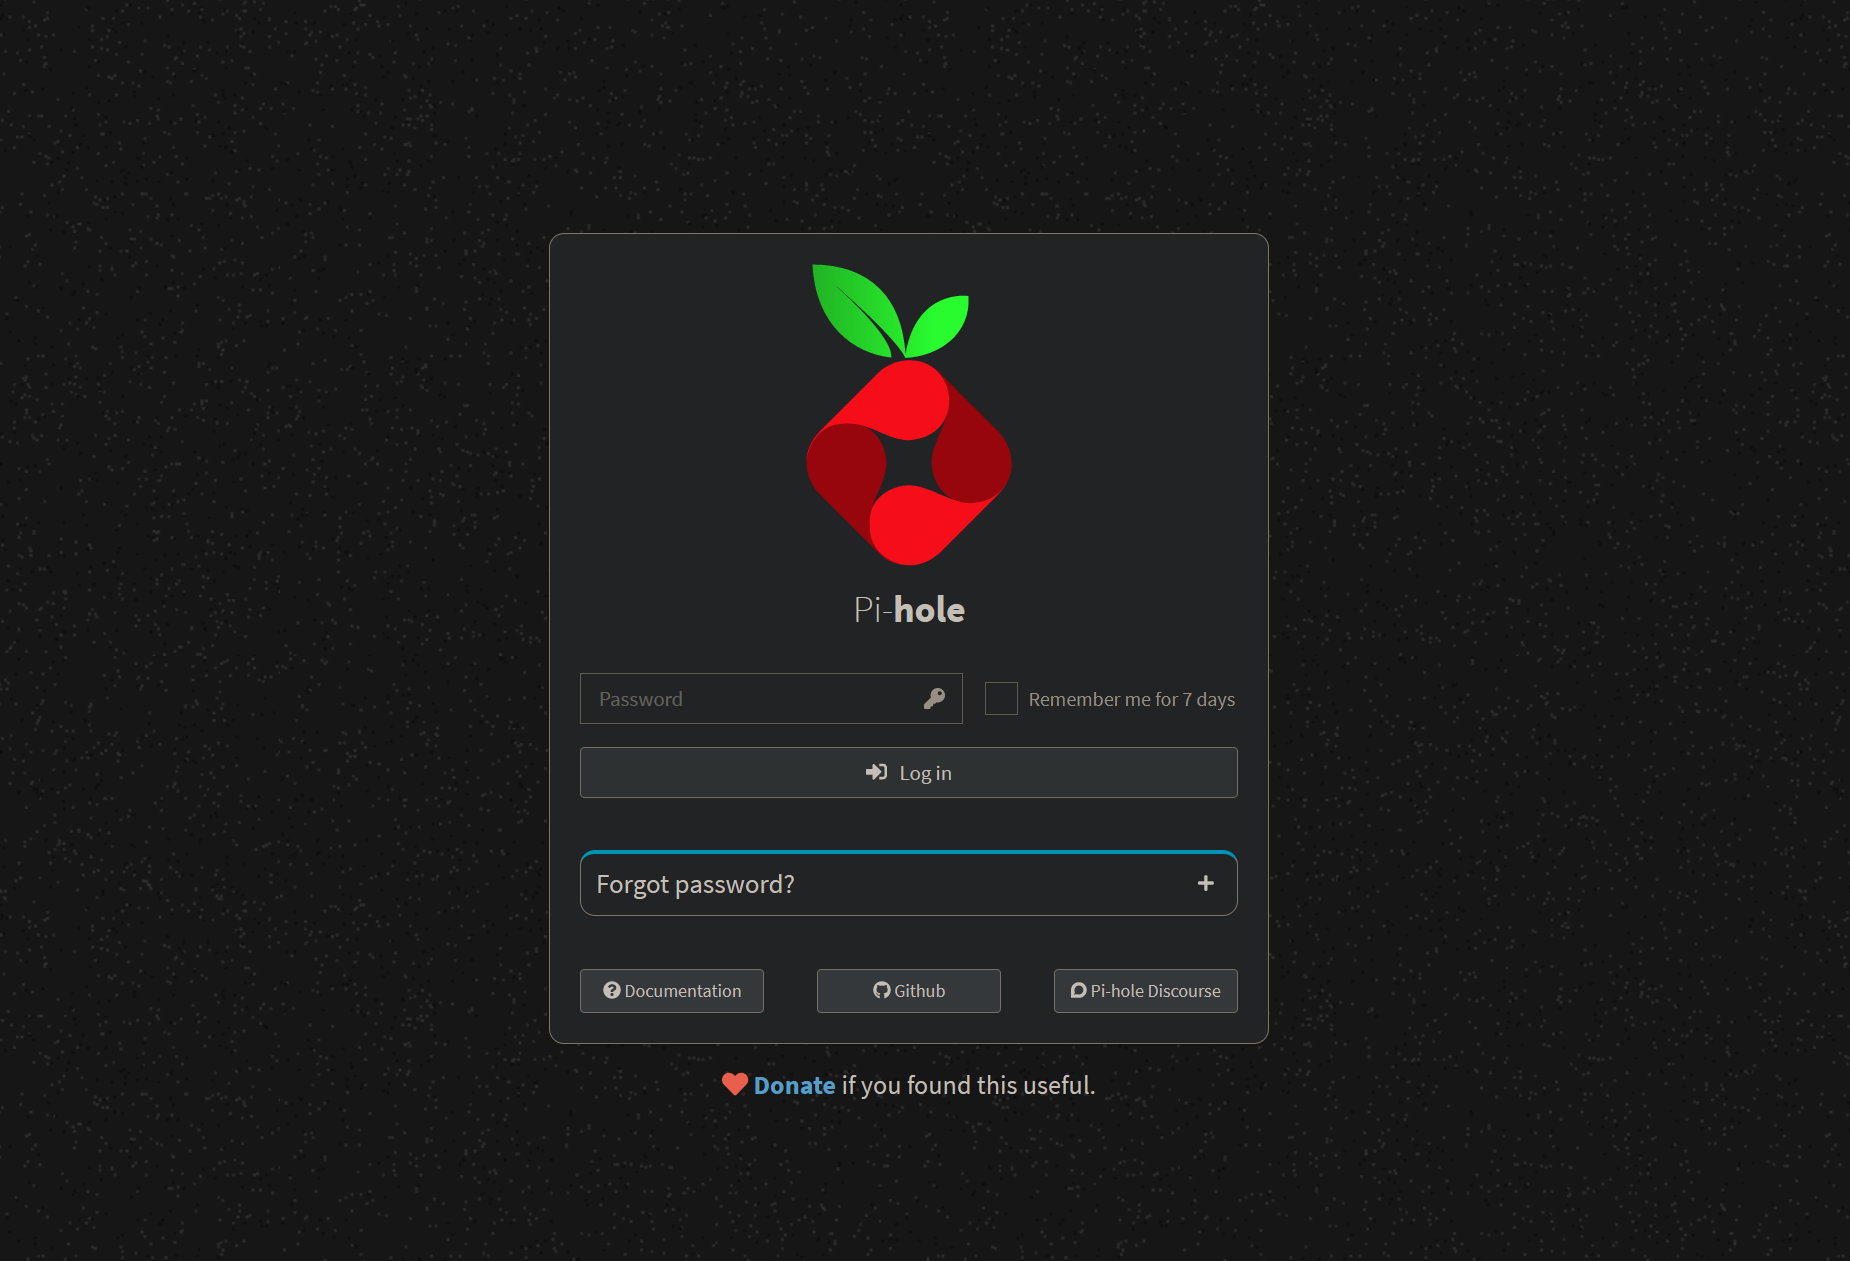 Pi-hole
Password
Remember me for 7 days
Log in
Forgot password?
Documentation
Github
Pi-hole Discourse
Donate if you found this useful.